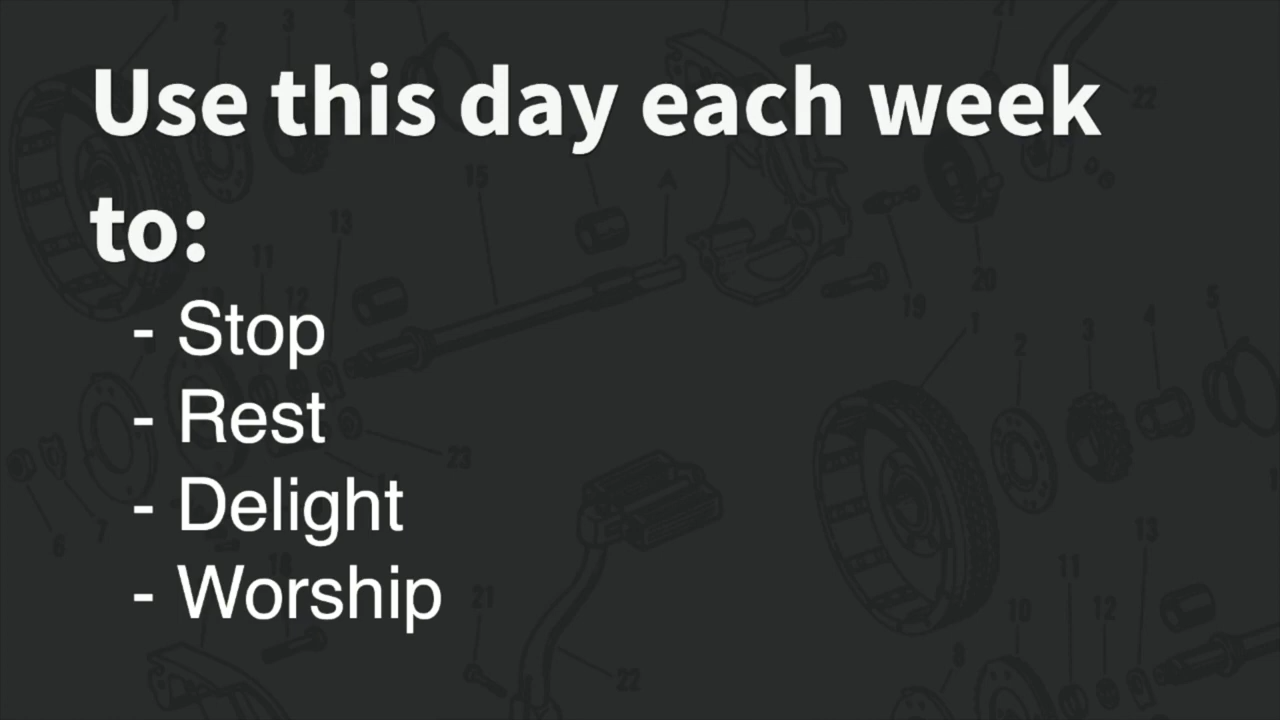 Use this day each week
to:
- Stop
- Rest
- Delight
- Worship